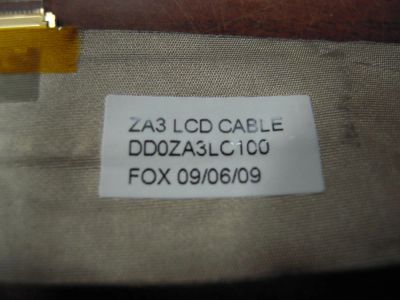 ZA3 LCD CABLE
DD0ZA3LC100
FOX 09/06/09